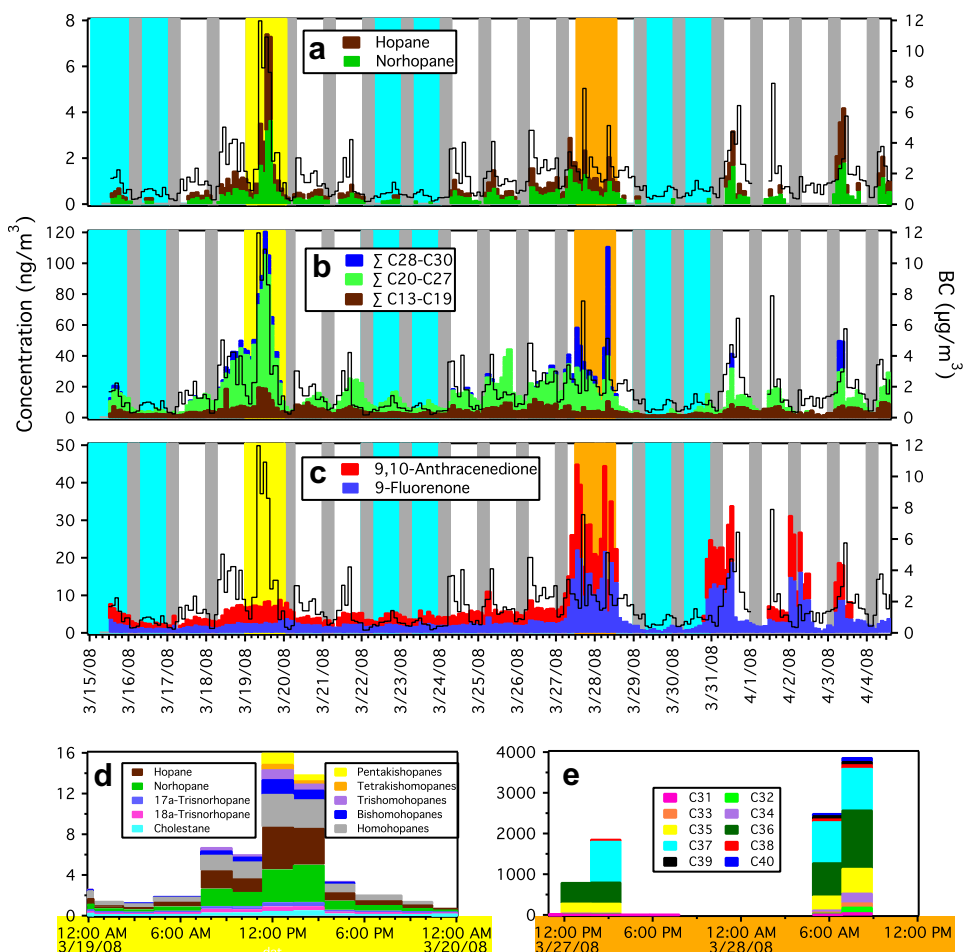 a
Hopane
Norhopane
8
6
4
2
0
12
10
8
6
4
2
0
b
∑ C28-C30
∑ C20-C27
∑ C13-C19
120
100
80
60
40
20
0
12
10
8
6
4
2
0
Concentration (ng/m³)
BC (µg/m³)
c
9,10-Anthracenedione
9-Fluorenone
50
40
30
20
10
0
12
10
8
6
4
2
0
3/15/08
3/16/08
3/17/08
3/18/08
3/19/08
3/20/08
3/21/08
3/22/08
3/23/08
3/24/08
3/25/08
3/26/08
3/27/08
3/28/08
3/29/08
3/30/08
3/31/08
4/1/08
4/2/08
4/3/08
4/4/08
d
16
12
8
4
0
Hopane
Norhopane
17a-Trisnorhopane
18a-Trisnorhopane
Cholestane
Pentakishopanes
Tetrakishomopanes
Trishomohopanes
Bishomohopanes
Homohopanes
12:00 AM
3/19/08
6:00 AM
12:00 PM
6:00 PM
12:00 AM
3/20/08
e
4000
3000
2000
1000
0
C31 C32
C33 C34
C35 C36
C37 C38
C39 C40
12:00 PM
3/27/08
6:00 PM
12:00 AM
3/28/08
6:00 AM
12:00 PM